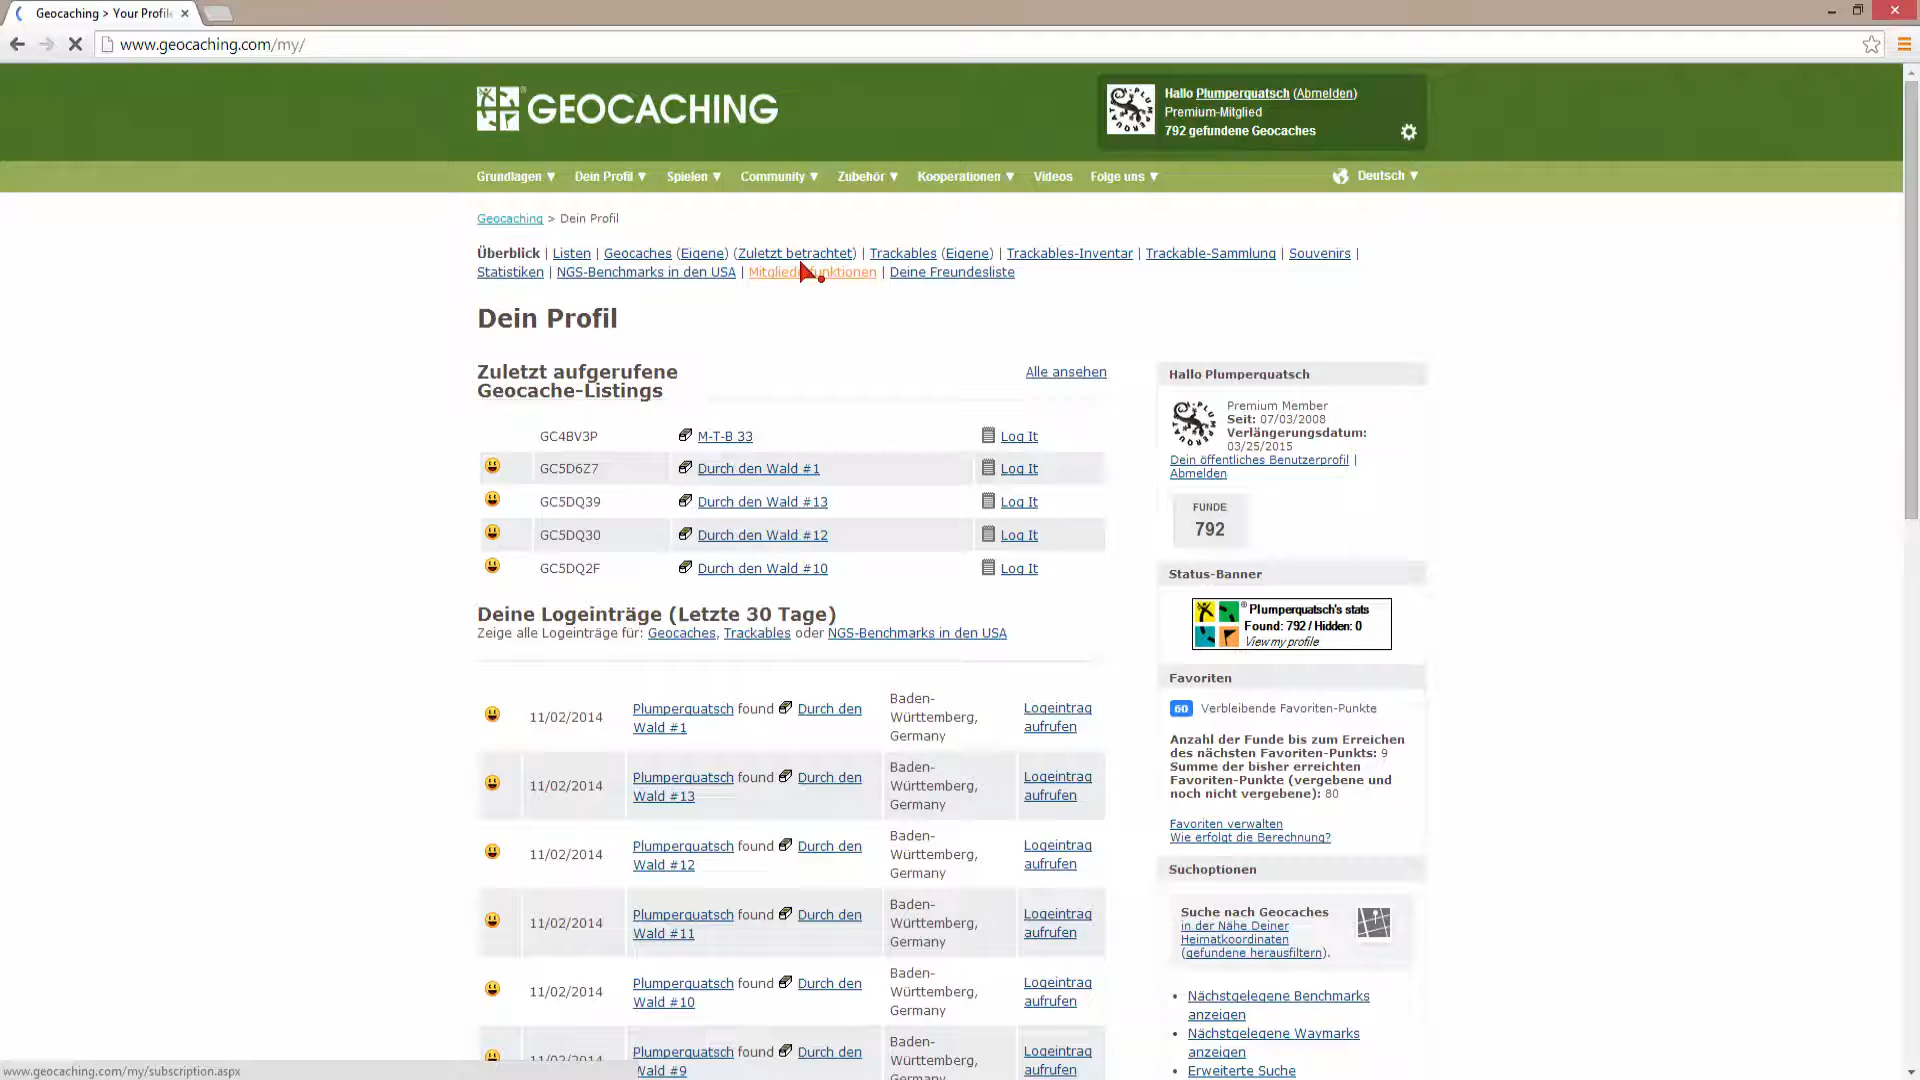 Geocaching > Your Profile
www.geocaching.com/my/
GEOCACHING
Hallo Plumperquatsch (Abmelden)
Premium-Mitglied
792 gefundene Geocaches
Grundlagen ▼ Dein Profil ▼ Spielen ▼ Community ▼ Zubehör ▼ Kooperationen ▼ Videos Folge uns ▼ Deutsch ▼
Geocaching > Dein Profil
Überblick | Listen | Geocaches (Eigene) (Zuletzt betrachtet) | Trackables (Eigene) | Trackables-Inventar | Trackable-Sammlung | Souvenirs |
Statistiken | NGS-Benchmarks in den USA | Mitgliedsfunktionen | Deine Freundesliste
Dein Profil
Zuletzt aufgerufene
Geocache-Listings
Alle ansehen
GC4BV3P M-T-B 33 Log It
GC5D6Z7 Durch den Wald #1 Log It
GC5DQ39 Durch den Wald #13 Log It
GC5DQ30 Durch den Wald #12 Log It
GC5DQ2F Durch den Wald #10 Log It
Deine Logeinträge (Letzte 30 Tage)
Zeige alle Logeinträge für: Geocaches, Trackables oder NGS-Benchmarks in den USA
11/02/2014
Plumperquatsch found Durch den
Wald #1
Baden-
Württemberg,
Germany
Logeintrag
aufrufen
11/02/2014
Plumperquatsch found Durch den
Wald #13
Baden-
Württemberg,
Germany
Logeintrag
aufrufen
11/02/2014
Plumperquatsch found Durch den
Wald #12
Baden-
Württemberg,
Germany
Logeintrag
aufrufen
11/02/2014
Plumperquatsch found Durch den
Wald #11
Baden-
Württemberg,
Germany
Logeintrag
aufrufen
11/02/2014
Plumperquatsch found Durch den
Wald #10
Baden-
Württemberg,
Germany
Logeintrag
aufrufen
11/02/2014
Plumperquatsch found Durch den
Wald #9
Baden-
Württemberg,
Germany
Logeintrag
aufrufen
Hallo Plumperquatsch
PLUMPERQUATSCH
Premium Member
Seit: 07/03/2008
Verlängerungsdatum:
03/25/2015
Dein öffentliches Benutzerprofil |
Abmelden
FUNDE
792
Status-Banner
Plumperquatsch's stats
Found: 792 / Hidden: 0
View my profile
Favoriten
60 Verbleibende Favoriten-Punkte
Anzahl der Funde bis zum Erreichen
des nächsten Favoriten-Punkts: 9
Summe der bisher erreichten
Favoriten-Punkte (vergebene und
noch nicht vergebene): 80
Favoriten verwalten
Wie erfolgt die Berechnung?
Suchoptionen
Suche nach Geocaches
in der Nähe Deiner
Heimatkoordinaten
(gefundene herausfiltern).
• Nächstgelegene Benchmarks
anzeigen
• Nächstgelegene Waymarks
anzeigen
• Erweiterte Suche
www.geocaching.com/my/subscription.aspx